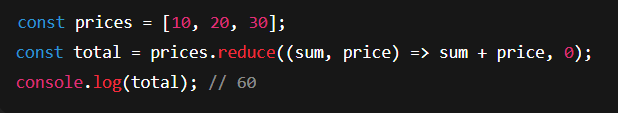 const prices = [10, 20, 30];
const total = prices.reduce((sum, price) => sum + price, 0);
console.log(total); // 60